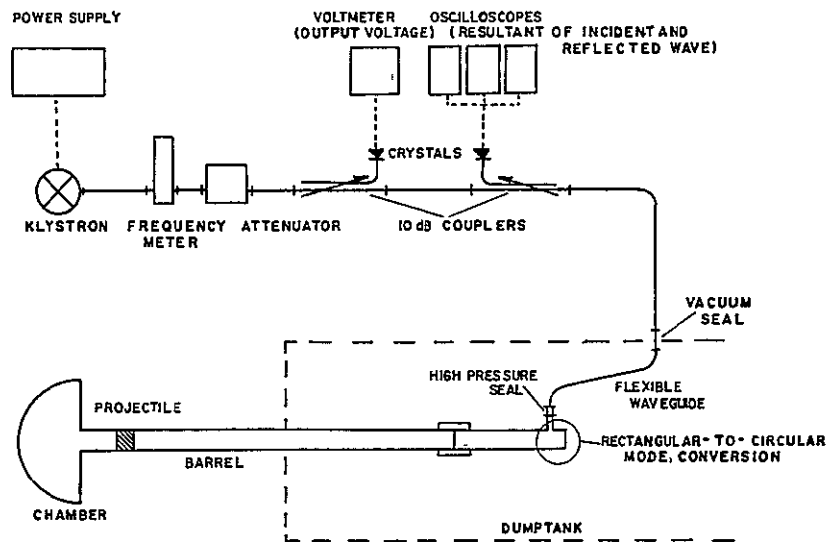 POWER SUPPLY
VOLTMETER
(OUTPUT VOLTAGE)
OSCILLOSCOPES
(RESULTANT OF INCIDENT AND
REFLECTED WAVE)
CRYSTALS
KLYSTRON
FREQUENCY
METER
ATTENUATOR
10 dB COUPLERS
VACUUM
SEAL
HIGH PRESSURE
SEAL
FLEXIBLE
WAVEGUIDE
PROJECTILE
BARREL
RECTANGULAR-TO-CIRCULAR
MODE, CONVERSION
CHAMBER
DUMPTANK